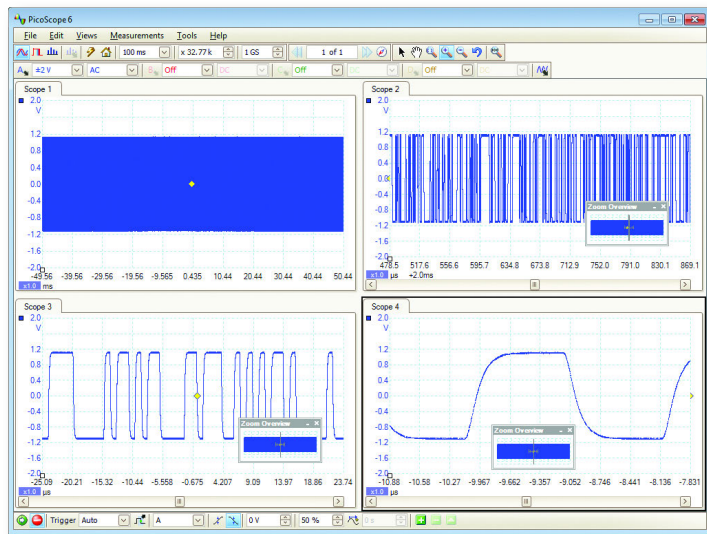 PicoScope 6
File Edit Views Measurements Tools Help
100 ms x 32.77 k 1 GS 1 of 1
A ±2 V AC B Off DC Off DC Off DC
Scope 1
2.0
V
1.2
0.8
0.4
0.0
-0.4
-0.8
-1.2
-1.6
-2.0
-49.56 -39.56 -29.56 -19.56 -9.56 0.435 10.44 20.44 30.44 40.44 50.44
x1.0 ms
Scope 2
2.0
V
1.2
0.8
0.4
0.0
-0.4
-0.8
-1.2
-1.6
-2.0
Zoom Overview
478.5 517.6 556.6 595.7 634.8 673.8 712.9 752.0 791.0 830.1 869.1
x1.0 µs +2.0ms
Scope 3
2.0
V
1.2
0.8
0.4
0.0
-0.4
-0.8
-1.2
-1.6
-2.0
Zoom Overview
-25.09 -20.21 -15.32 -10.44 -5.558 -0.675 4.207 9.09 13.97 18.86 23.74
x1.0 µs
Scope 4
2.0
V
1.2
0.8
0.4
0.0
-0.4
-0.8
-1.2
-1.6
-2.0
Zoom Overview
-10.88 -10.58 -10.27 -9.967 -9.662 -9.357 -9.052 -8.746 -8.441 -8.136 -7.831
x1.0 µs
Trigger Auto A 0 V 50 % 0 s